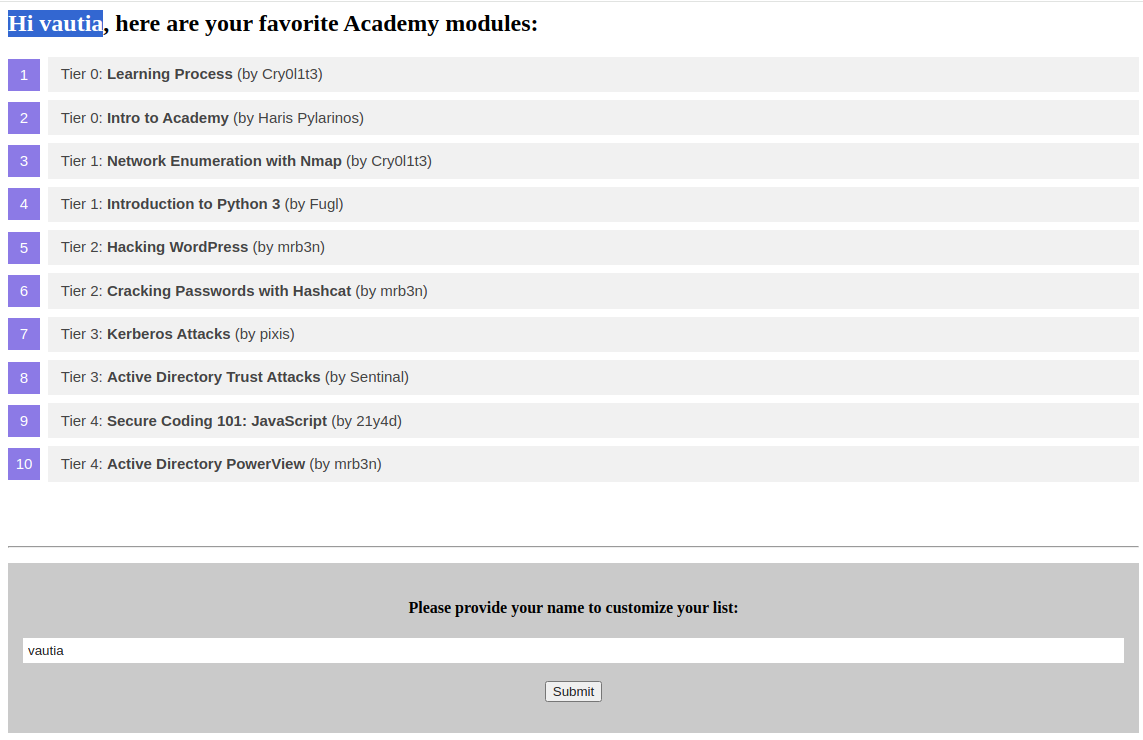 Hi vautia, here are your favorite Academy modules:
1 Tier 0: Learning Process (by Cry0l1t3)
2 Tier 0: Intro to Academy (by Haris Pylarinos)
3 Tier 1: Network Enumeration with Nmap (by Cry0l1t3)
4 Tier 1: Introduction to Python 3 (by Fugl)
5 Tier 2: Hacking WordPress (by mrb3n)
6 Tier 2: Cracking Passwords with Hashcat (by mrb3n)
7 Tier 3: Kerberos Attacks (by pixis)
8 Tier 3: Active Directory Trust Attacks (by Sentinal)
9 Tier 4: Secure Coding 101: JavaScript (by 21y4d)
10 Tier 4: Active Directory PowerView (by mrb3n)
Please provide your name to customize your list:
vautia
Submit